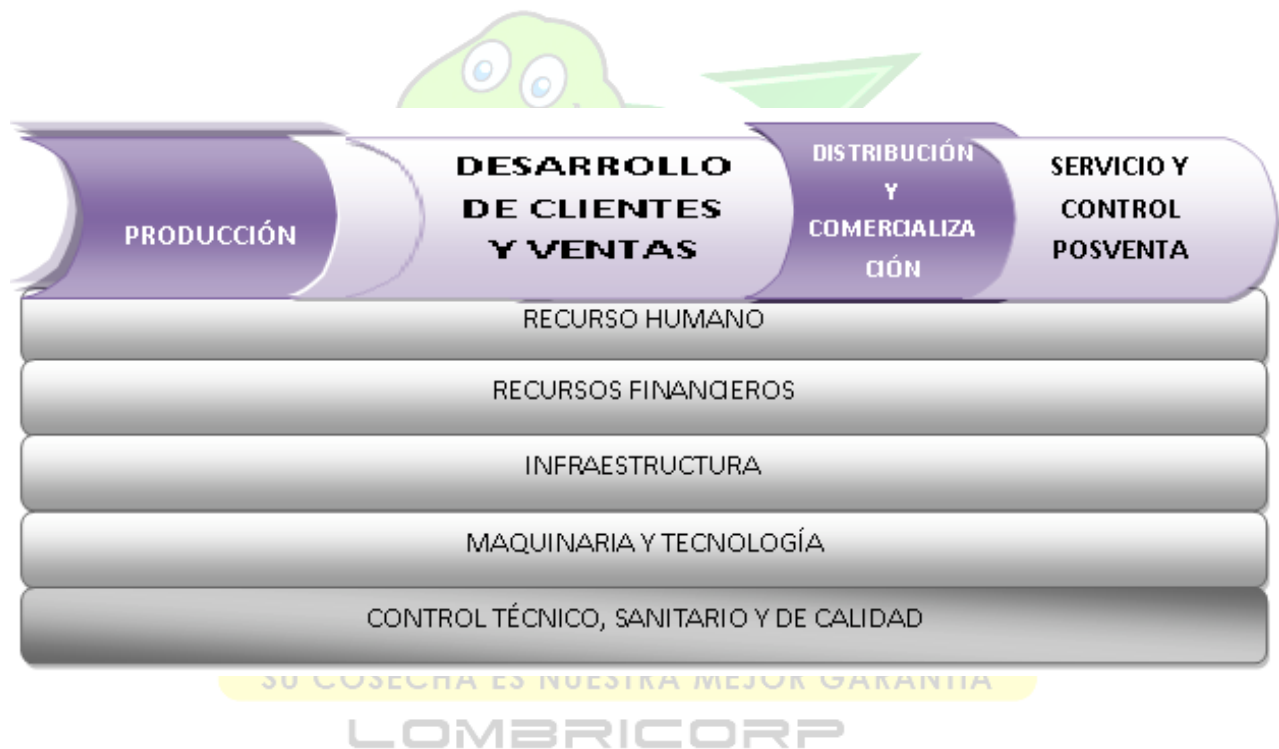 PRODUCCIÓN
DESARROLLO
DE CLIENTES
Y VENTAS
DISTRIBUCIÓN
Y
COMERCIALIZA
CIÓN
SERVICIO Y
CONTROL
POSVENTA
RECURSO HUMANO
RECURSOS FINANCIEROS
INFRAESTRUCTURA
MAQUINARIA Y TECNOLOGÍA
CONTROL TÉCNICO, SANITARIO Y DE CALIDAD
SU COSECHA ES NUESTRA MEJOR GARANTIA
LOMBRICORP